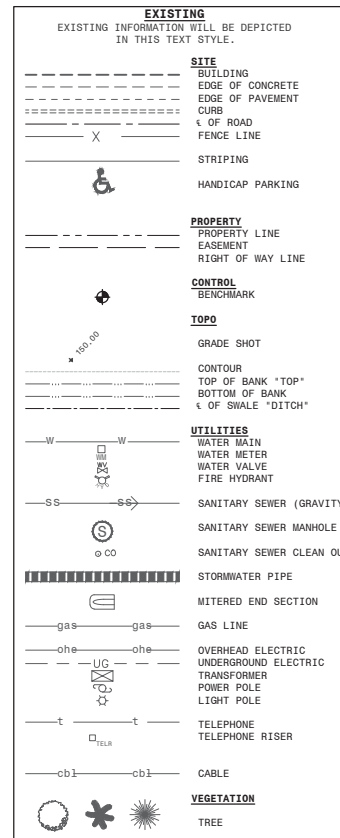 EXISTING
EXISTING INFORMATION WILL BE DEPICTED
IN THIS TEXT STYLE.
SITE
BUILDING
EDGE OF CONCRETE
EDGE OF PAVEMENT
CURB
℄ OF ROAD
X FENCE LINE
STRIPING
HANDICAP PARKING
PROPERTY
PROPERTY LINE
EASEMENT
RIGHT OF WAY LINE
CONTROL
BENCHMARK
TOPO
150.00 GRADE SHOT
CONTOUR
TOP OF BANK "TOP"
BOTTOM OF BANK
℄ OF SWALE "DITCH"
UTILITIES
W W WATER MAIN
WM WATER METER
WV WATER VALVE
FIRE HYDRANT
SS SS SANITARY SEWER (GRAVITY
S SANITARY SEWER MANHOLE
CO SANITARY SEWER CLEAN OU
STORMWATER PIPE
MITERED END SECTION
gas gas GAS LINE
ohe ohe OVERHEAD ELECTRIC
UG UNDERGROUND ELECTRIC
TRANSFORMER
POWER POLE
LIGHT POLE
t t TELEPHONE
TELR TELEPHONE RISER
cbl cbl CABLE
VEGETATION
TREE